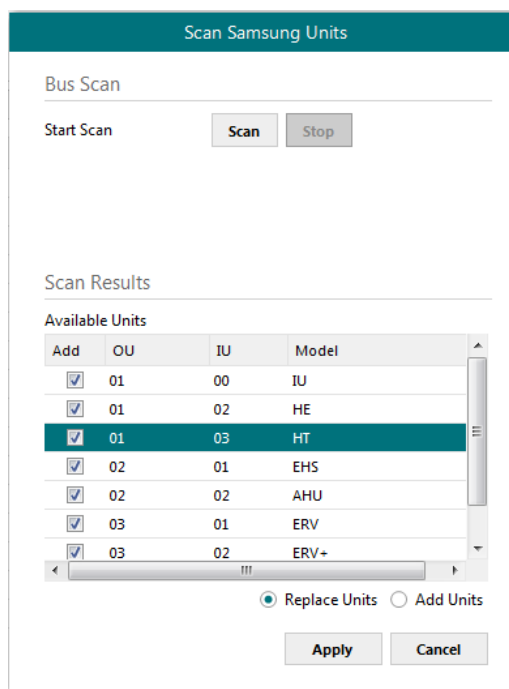 Scan Samsung Units
Bus Scan
Start Scan Scan Stop
Scan Results
Available Units
Add OU IU Model
01 00 IU
01 02 HE
01 03 HT
02 01 EHS
02 02 AHU
03 01 ERV
03 02 ERV+
Replace Units Add Units
Apply Cancel